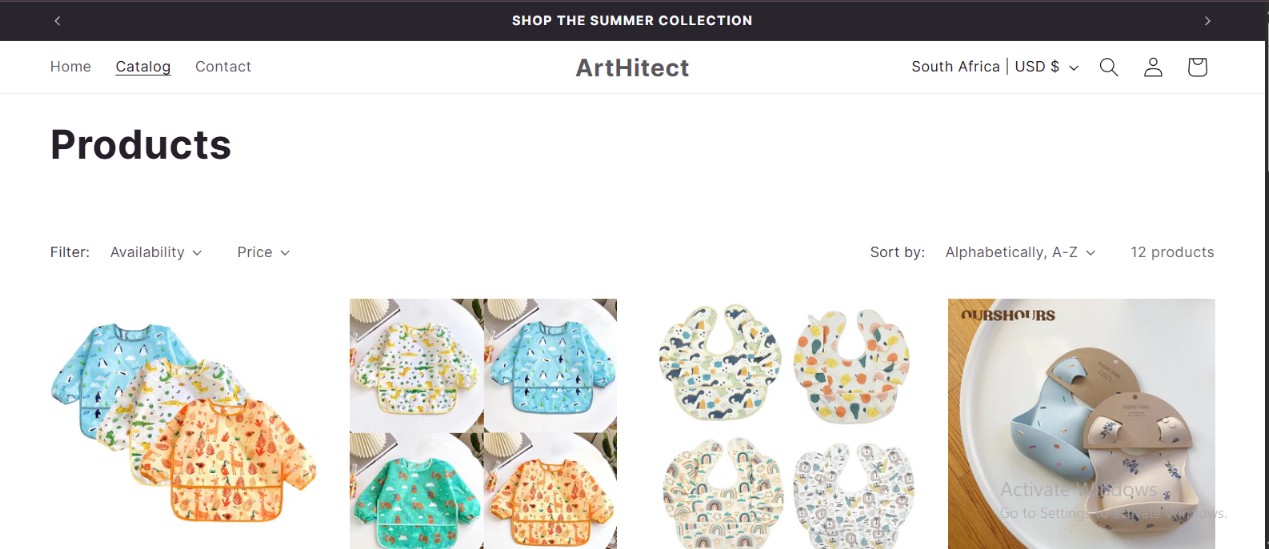 SHOP THE SUMMER COLLECTION
Home Catalog Contact ArtHitect South Africa | USD $
Products
Filter: Availability Price Sort by: Alphabetically, A-Z 12 products
OURSHOURS
Activate Windows
Go to Settings to activate Windows.